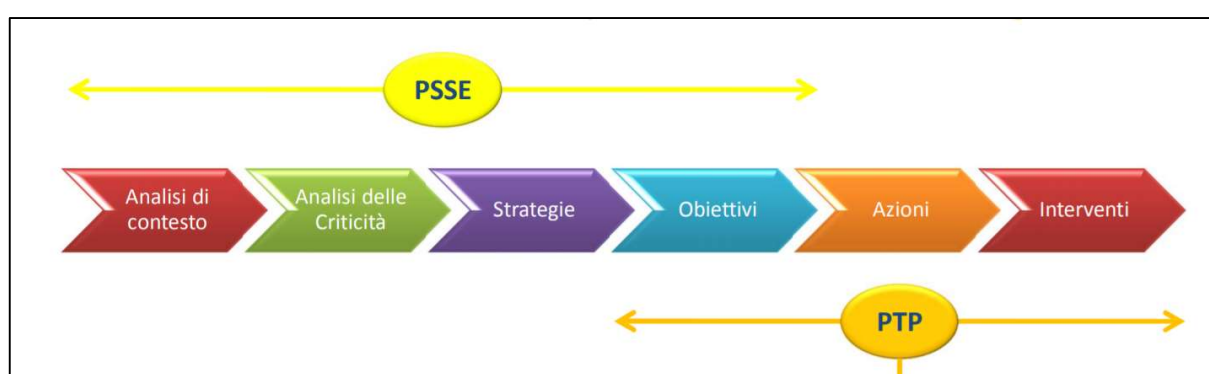 PSSE
Analisi di
contesto
Analisi delle
Criticità
Strategie
Obiettivi
Azioni
Interventi
PTP